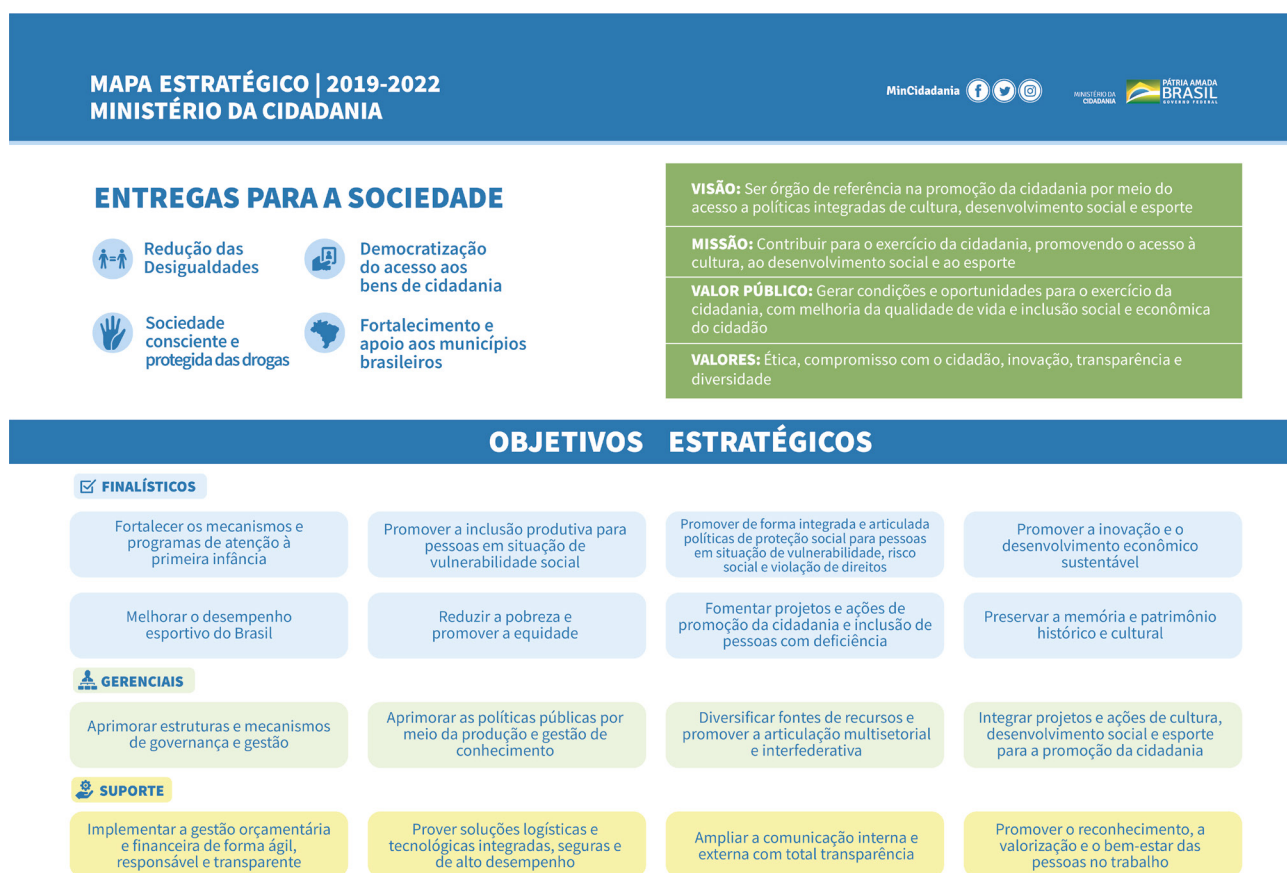 MAPA ESTRATÉGICO | 2019-2022
MINISTÉRIO DA CIDADANIA
MinCidadania
MINISTÉRIO DA
CIDADANIA
PÁTRIA AMADA
BRASIL
GOVERNO FEDERAL
ENTREGAS PARA A SOCIEDADE
Redução das
Desigualdades
Democratização
do acesso aos
bens de cidadania
Sociedade
consciente e
protegida das drogas
Fortalecimento e
apoio aos municípios
brasileiros
VISÃO: Ser órgão de referência na promoção da cidadania por meio do
acesso a políticas integradas de cultura, desenvolvimento social e esporte
MISSÃO: Contribuir para o exercício da cidadania, promovendo o acesso à
cultura, ao desenvolvimento social e ao esporte
VALOR PÚBLICO: Gerar condições e oportunidades para o exercício da
cidadania, com melhoria da qualidade de vida e inclusão social e econômica
do cidadão
VALORES: Ética, compromisso com o cidadão, inovação, transparência e
diversidade
OBJETIVOS ESTRATÉGICOS
FINALÍSTICOS
Fortalecer os mecanismos e
programas de atenção à
primeira infância
Promover a inclusão produtiva para
pessoas em situação de
vulnerabilidade social
Promover de forma integrada e articulada
políticas de proteção social para pessoas
em situação de vulnerabilidade, risco
social e violação de direitos
Promover a inovação e o
desenvolvimento econômico
sustentável
Melhorar o desempenho
esportivo do Brasil
Reduzir a pobreza e
promover a equidade
Fomentar projetos e ações de
promoção da cidadania e inclusão de
pessoas com deficiência
Preservar a memória e patrimônio
histórico e cultural
GERENCIAIS
Aprimorar estruturas e mecanismos
de governança e gestão
Aprimorar as políticas públicas por
meio da produção e gestão de
conhecimento
Diversificar fontes de recursos e
promover a articulação multisetorial
e interfederativa
Integrar projetos e ações de cultura,
desenvolvimento social e esporte
para a promoção da cidadania
SUPORTE
Implementar a gestão orçamentária
e financeira de forma ágil,
responsável e transparente
Prover soluções logísticas e
tecnológicas integradas, seguras e
de alto desempenho
Ampliar a comunicação interna e
externa com total transparência
Promover o reconhecimento, a
valorização e o bem-estar das
pessoas no trabalho